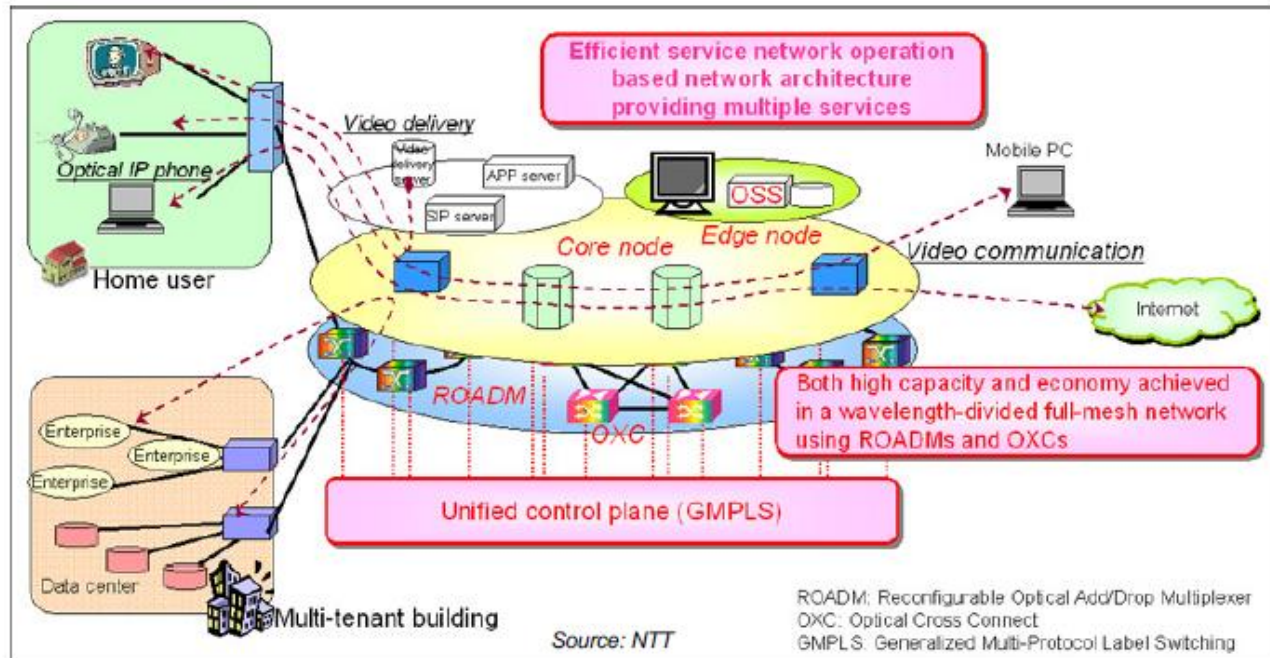 Efficient service network operation
based network architecture
providing multiple services
Video delivery
Video
delivery
server
APP server
SIP server
OSS
Mobile PC
Optical IP phone
Core node
Edge node
Video communication
Home user
Internet
ROADM
OXC
Both high capacity and economy achieved
in a wavelength-divided full-mesh network
using ROADMs and OXCs
Enterprise
Enterprise
Enterprise
Unified control plane (GMPLS)
Data center
Multi-tenant building
Source: NTT
ROADM: Reconfigurable Optical Add/Drop Multiplexer
OXC: Optical Cross Connect
GMPLS: Generalized Multi-Protocol Label Switching